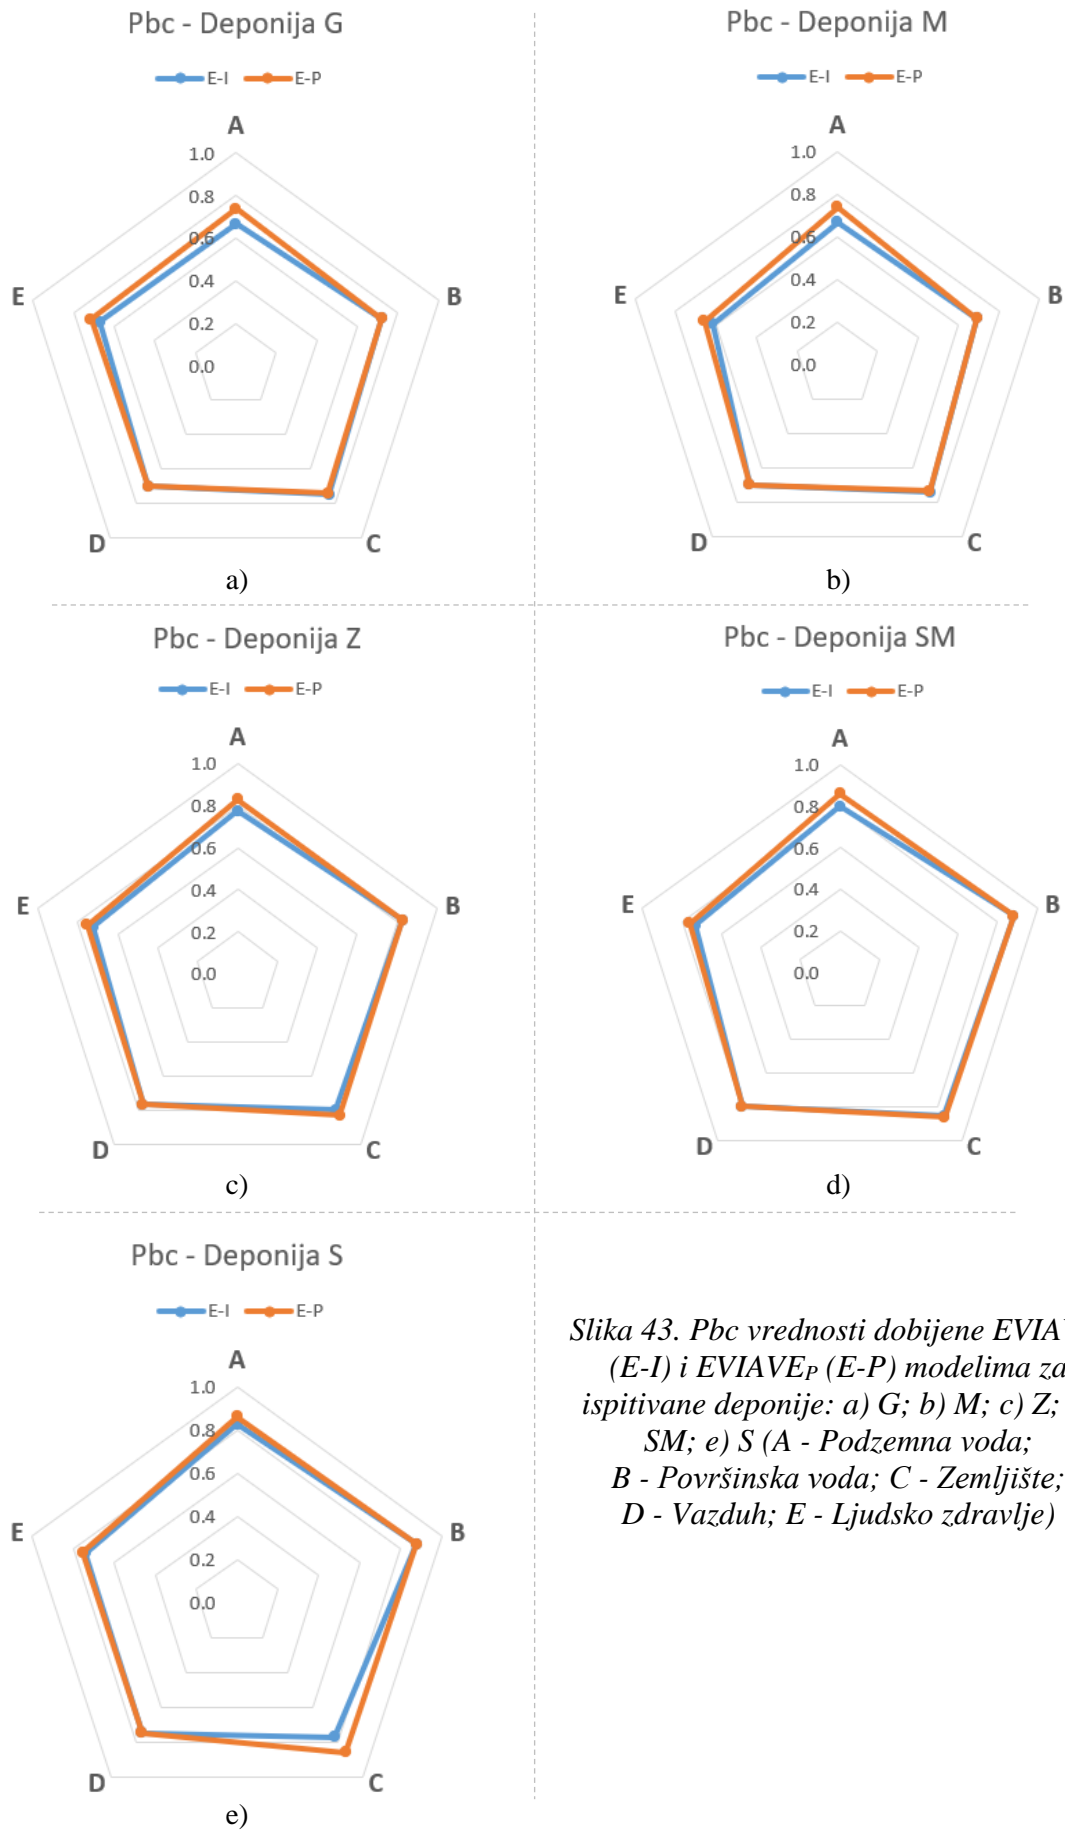 Pbc - Deponija G
E-I E-P
A
1.0
0.8
0.6
0.4
0.2
0.0
E
B
D
C
a)
Pbc - Deponija M
E-I E-P
A
1.0
0.8
0.6
0.4
0.2
0.0
E
B
D
C
b)
Pbc - Deponija Z
E-I E-P
A
1.0
0.8
0.6
0.4
0.2
0.0
E
B
D
C
c)
Pbc - Deponija SM
E-I E-P
A
1.0
0.8
0.6
0.4
0.2
0.0
E
B
D
C
d)
Pbc - Deponija S
E-I E-P
A
1.0
0.8
0.6
0.4
0.2
0.0
E
B
D
C
e)
Slika 43. Pbc vrednosti dobijene
(E-I) i EVIAVEP (E-P) modelima za
ispitivane deponije: a) G; b) M; c) Z;
SM; e) S (A - Podzemna voda;
B - Površinska voda; C - Zemljište;
D - Vazduh; E - Ljudsko zdravlje)